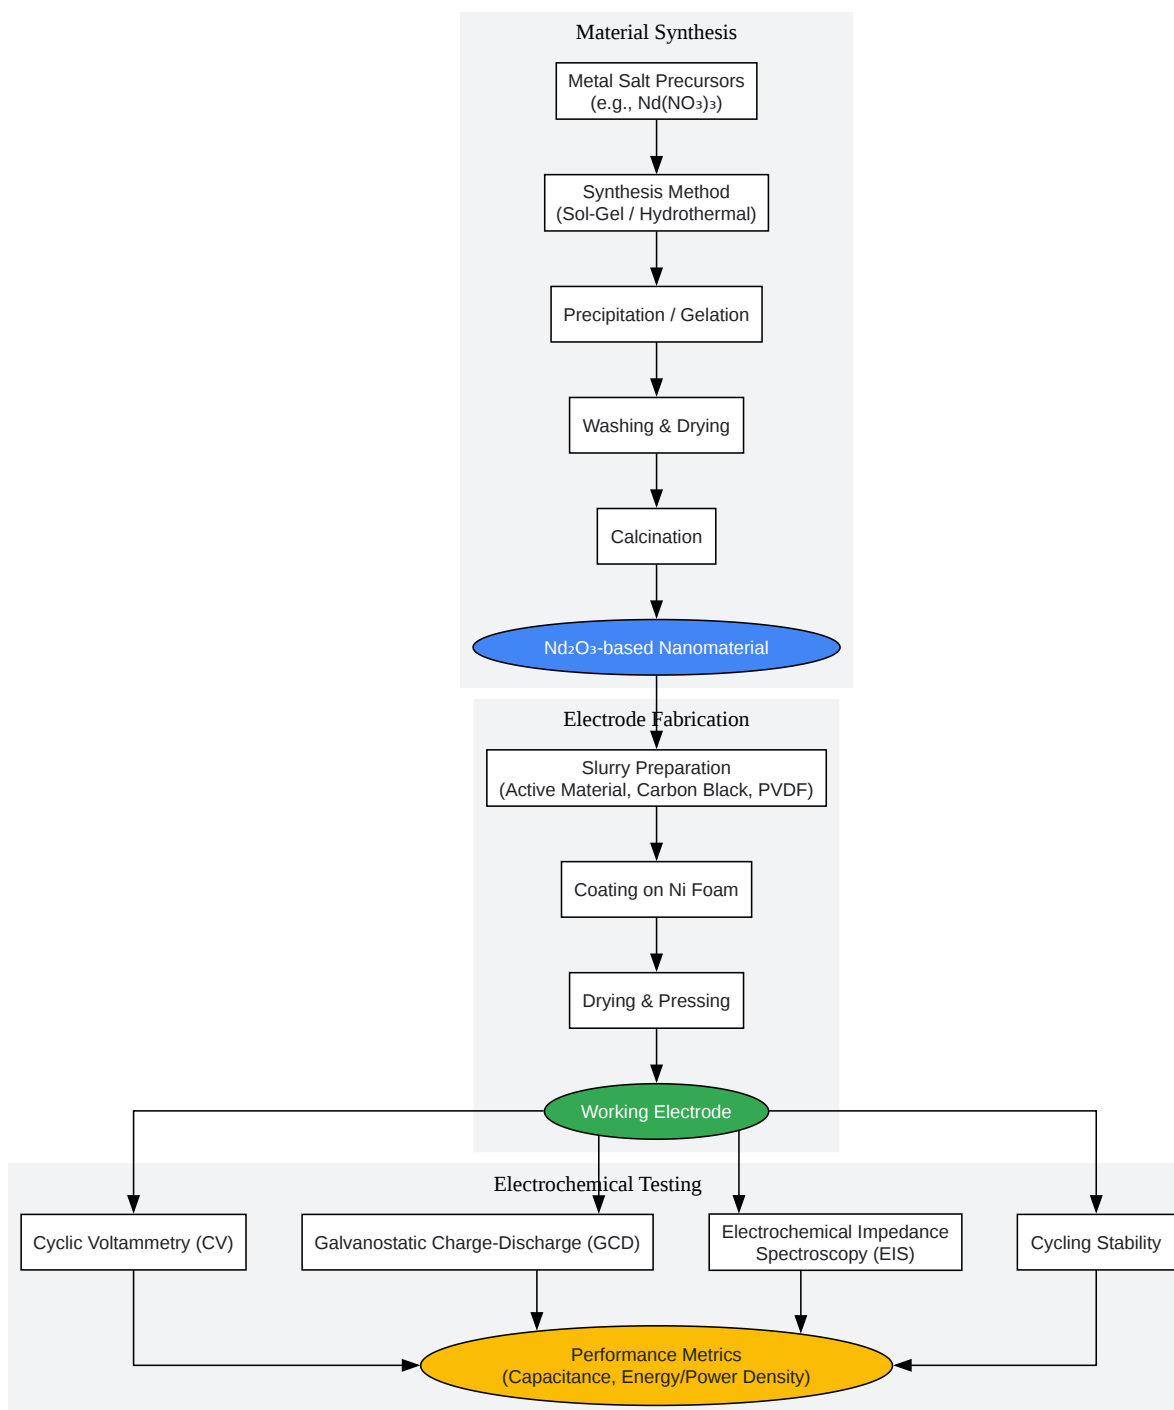 Material Synthesis
Metal Salt Precursors
(e.g., Nd(NO₃)₃)
Synthesis Method
(Sol-Gel / Hydrothermal)
Precipitation / Gelation
Washing & Drying
Calcination
Nd₂O₃-based Nanomaterial
Electrode Fabrication
Slurry Preparation
(Active Material, Carbon Black, PVDF)
Coating on Ni Foam
Drying & Pressing
Working Electrode
Electrochemical Testing
Cyclic Voltammetry (CV)
Galvanostatic Charge-Discharge (GCD)
Electrochemical Impedance
Spectroscopy (EIS)
Cycling Stability
Performance Metrics
(Capacitance, Energy/Power Density)